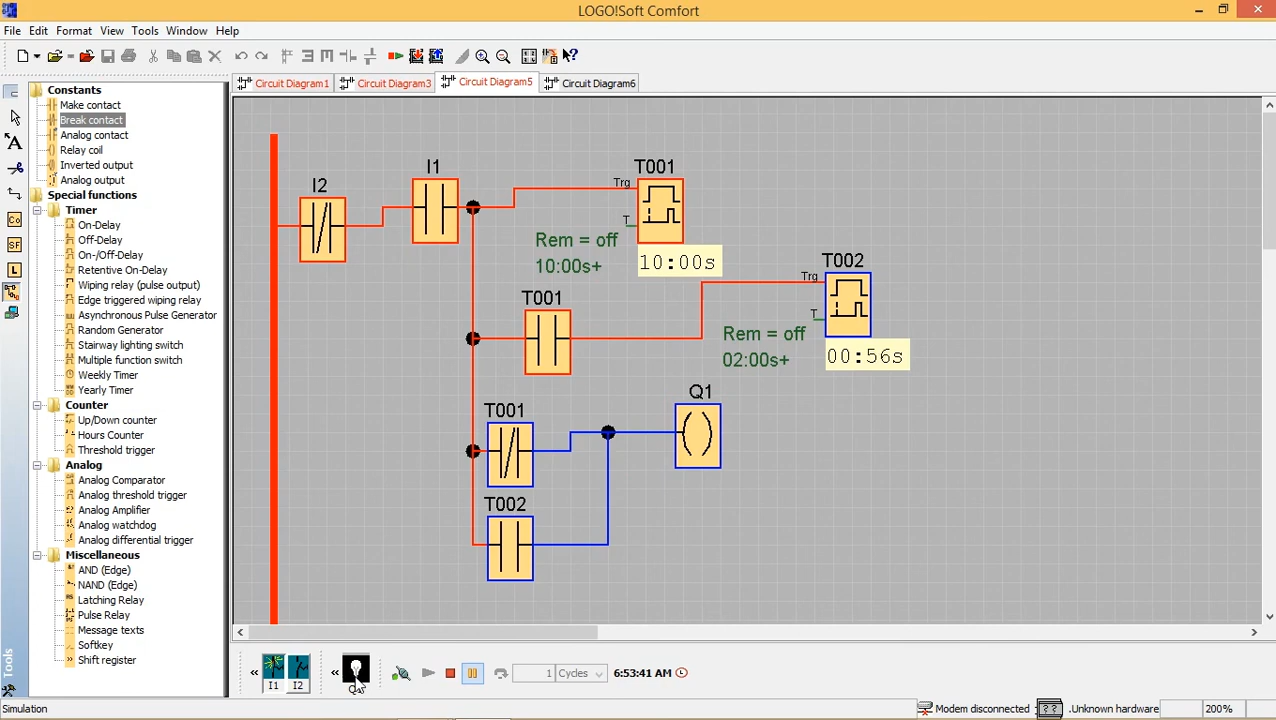 LOGO!Soft Comfort
File Edit Format View Tools Window Help
Circuit Diagram1 Circuit Diagram3 Circuit Diagram5 Circuit Diagram6
Constants
Make contact
Break contact
Analog contact
Relay coil
Inverted output
Analog output
Special functions
Timer
On-Delay
Off-Delay
On-/Off-Delay
Retentive On-Delay
Wiping relay (pulse output)
Edge triggered wiping relay
Asynchronous Pulse Generator
Random Generator
Stairway lighting switch
Multiple function switch
Weekly Timer
Yearly Timer
Counter
Up/Down counter
Hours Counter
Threshold trigger
Analog
Analog Comparator
Analog threshold trigger
Analog Amplifier
Analog watchdog
Analog differential trigger
Miscellaneous
AND (Edge)
NAND (Edge)
Latching Relay
Pulse Relay
Message texts
Softkey
Shift register
Tools
Co
SF
L
I2
I1
T001
Trg
T
Rem = off
10:00s+
10:00s
T002
Trg
T
Rem = off
02:00s+
00:56s
T001
T001
Q1
T002
« I1 I2 « 1 Cycles 6:53:41 AM
Simulation Modem disconnected ? ? .Unknown hardware 200%